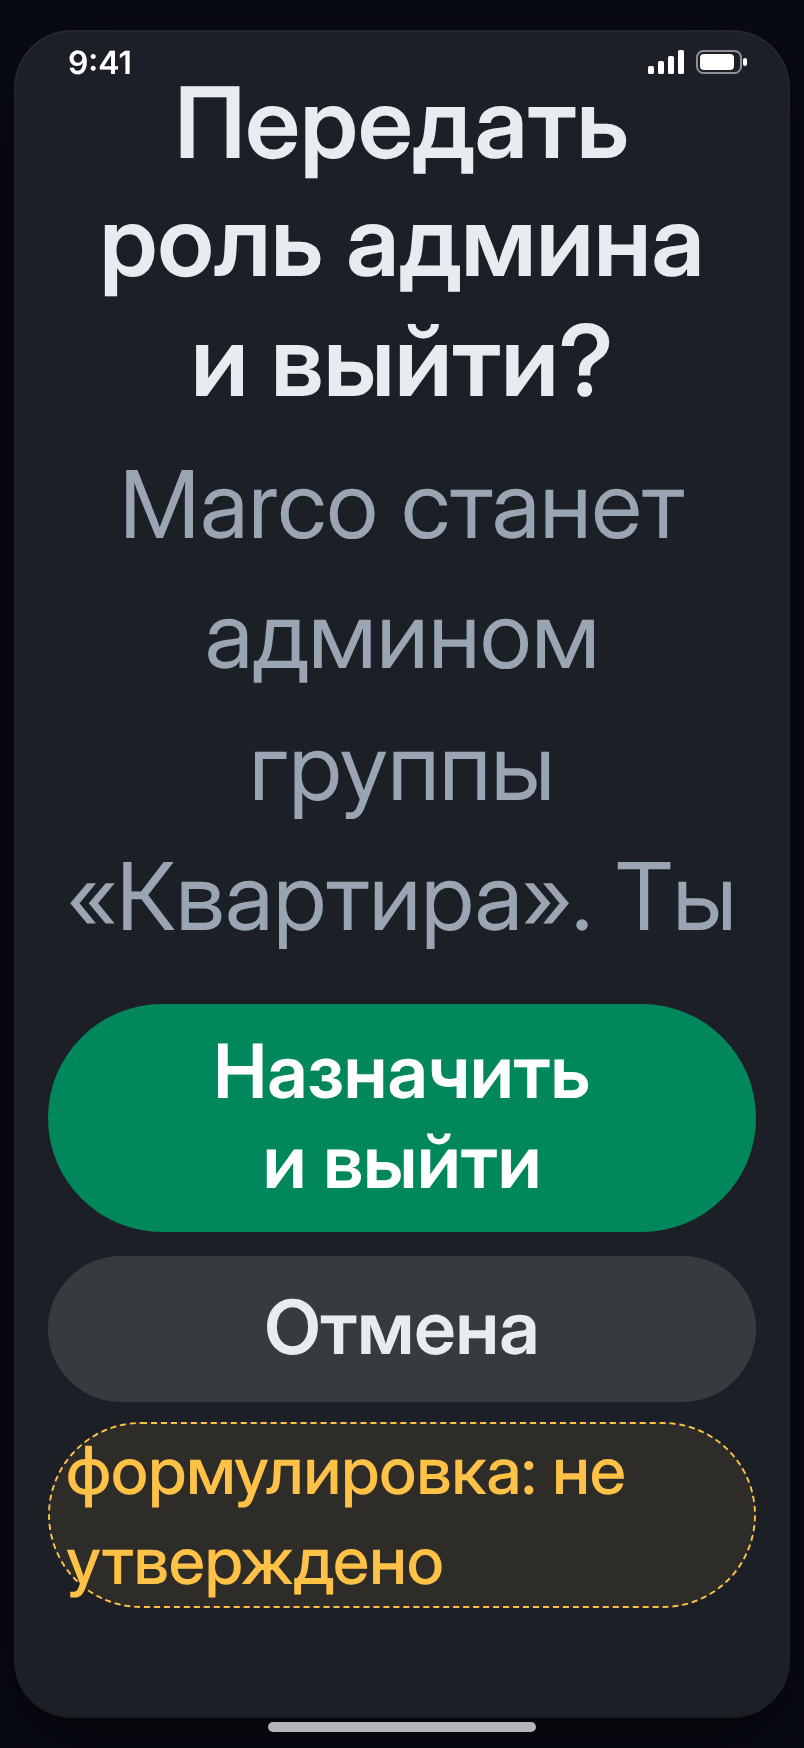 9:41
Передать
роль админа
и выйти?
Marco станет
админом
группы
«Квартира». Ты
Назначить
и выйти
Отмена
формулировка: не
утверждено